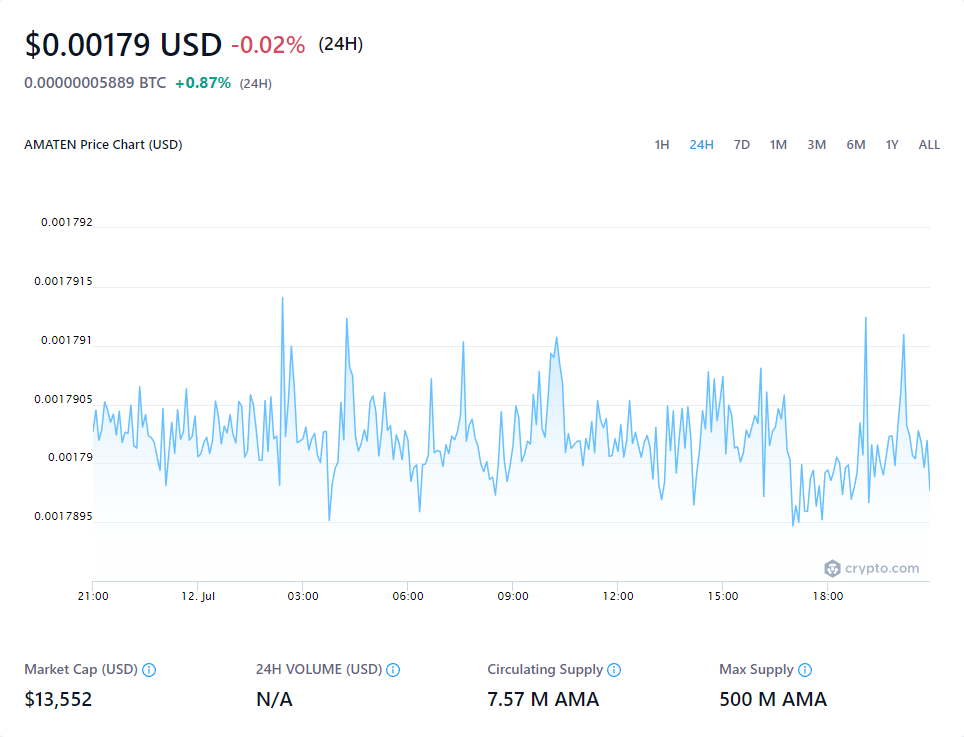 $0.00179 USD -0.02% (24H)
0.00000005889 BTC +0.87% (24H)
AMATEN Price Chart (USD) 1H 24H 7D 1M 3M 6M 1Y ALL
0.001792
0.0017915
0.001791
0.0017905
0.00179
0.0017895
crypto.com
21:00 12. Jul 03:00 06:00 09:00 12:00 15:00 18:00
Market Cap (USD) 24H VOLUME (USD) Circulating Supply Max Supply
$13,552 N/A 7.57 M AMA 500 M AMA